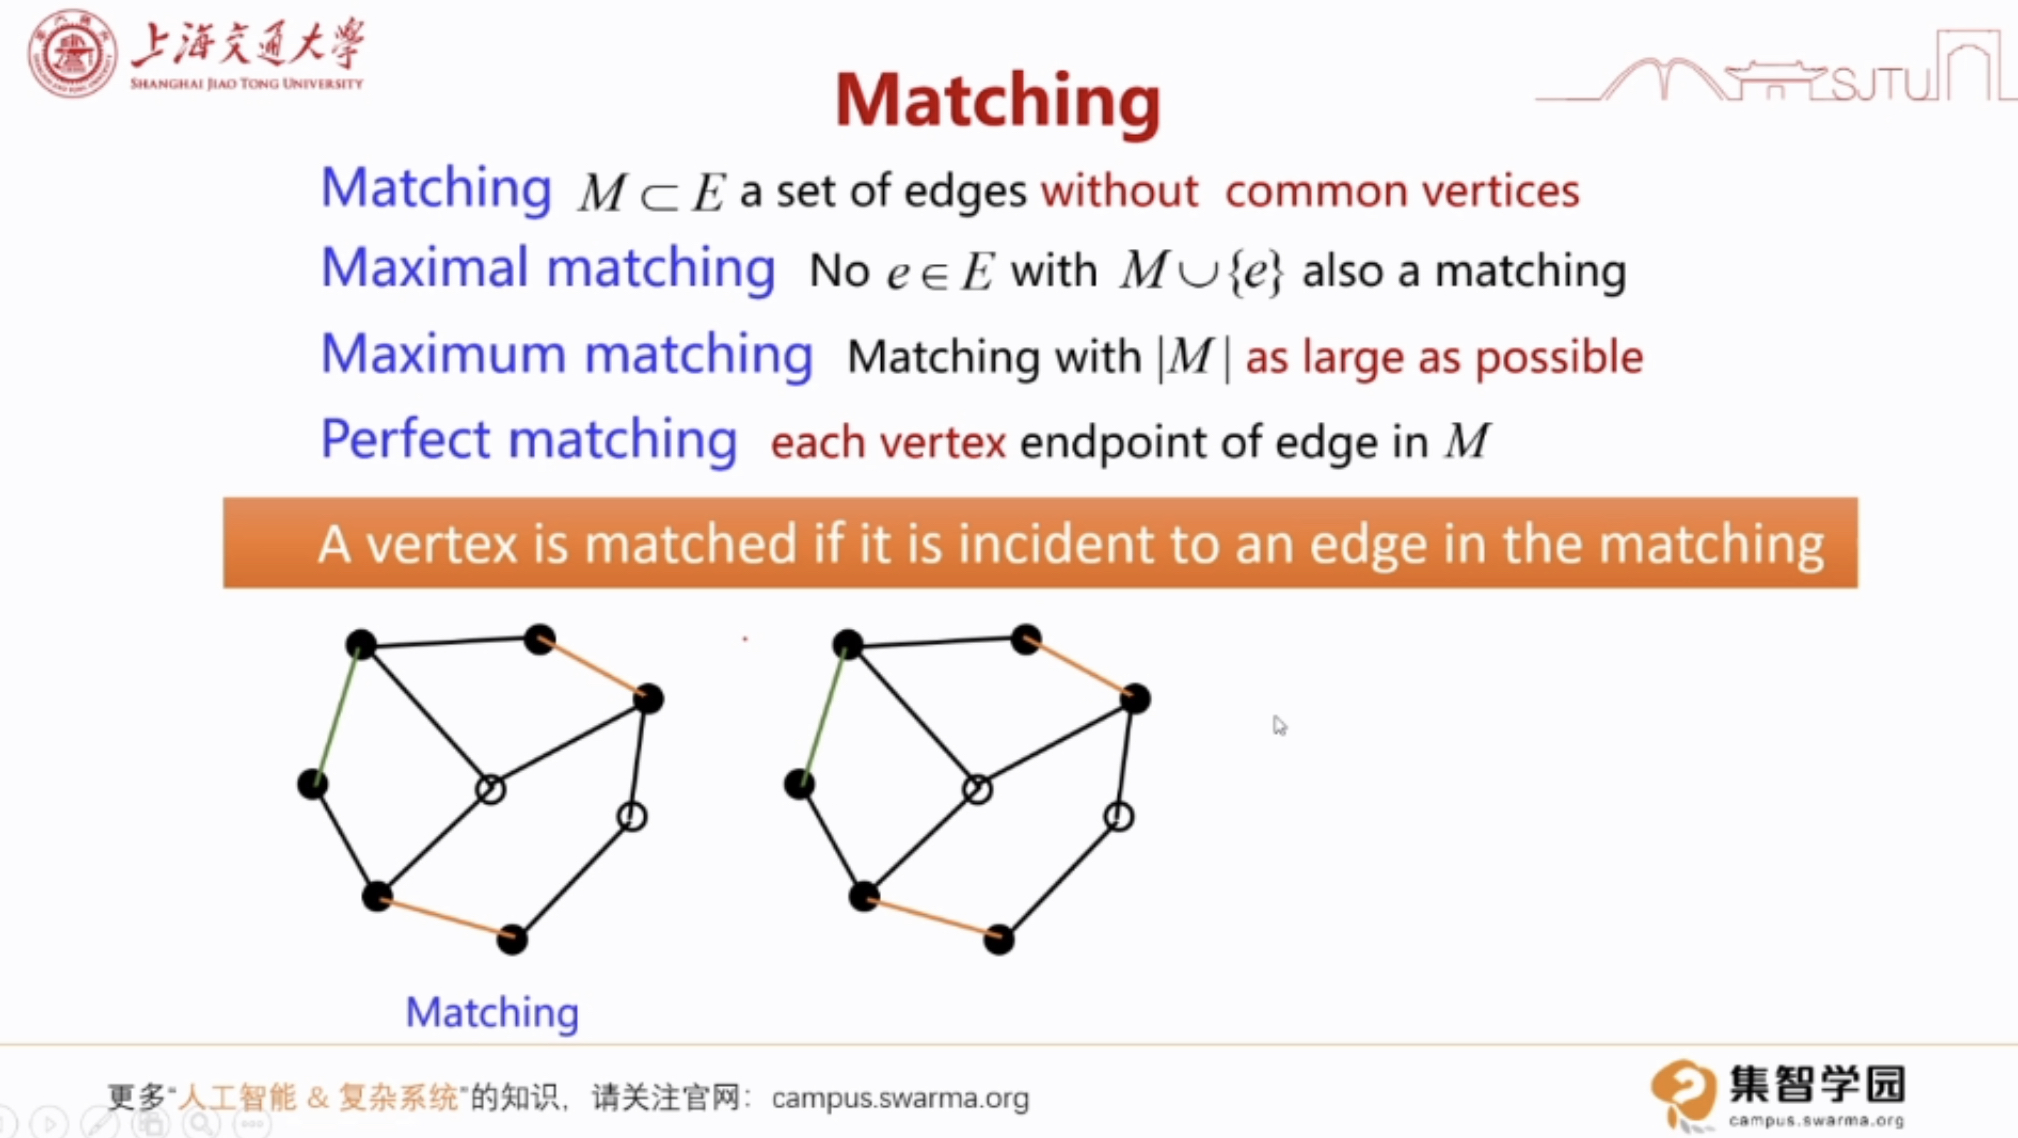 上海交通大学
SHANGHAI JIAO TONG UNIVERSITY
SJTU
Matching
Matching M ⊂ E a set of edges without common vertices
Maximal matching No e ∈ E with M ∪ {e} also a matching
Maximum matching Matching with |M| as large as possible
Perfect matching each vertex endpoint of edge in M
A vertex is matched if it is incident to an edge in the matching
Matching
更多“人工智能 & 复杂系统”的知识，请关注官网：campus.swarma.org
集智学园
campus.swarma.org